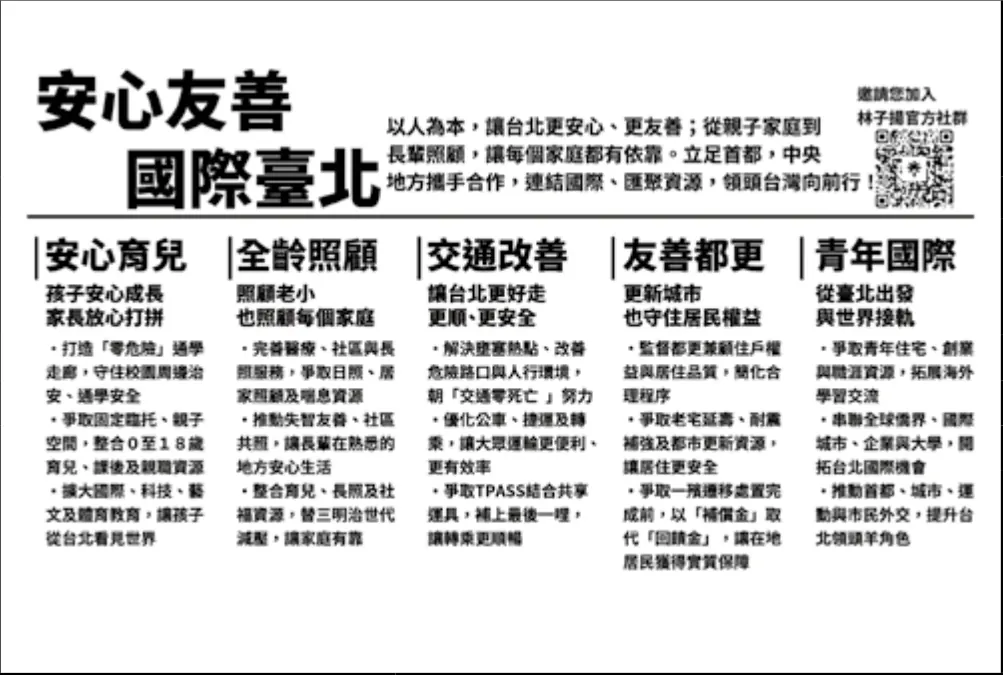 安心友善
國際臺北
以人為本，讓台北更安心、更友善；從親子家庭到
長輩照顧，讓每個家庭都有依靠。立足首都，中央
地方攜手合作，連結國際、匯聚資源，領頭台灣向前行！
邀請您加入
林子揚官方社群
安心育兒
孩子安心成長
家長放心打拼
・打造「零危險」通學
走廊，守住校園周邊治
安、通學安全
・爭取固定臨托、親子
空間，整合０至１８歲
育兒、課後及親職資源
・擴大國際、科技、藝
文及體育教育，讓孩子
從台北看見世界
全齡照顧
照顧老小
也照顧每個家庭
・完善醫療、社區與長
照服務，爭取日照、居
家照顧及喘息資源
・推動失智友善、社區
共照，讓長輩在熟悉的
地方安心生活
・整合育兒、長照及社
福資源，替三明治世代
減壓，讓家庭有靠
交通改善
讓台北更好走
更順、更安全
・解決壅塞熱點、改善
危險路口與人行環境，
朝「交通零死亡」努力
・優化公車、捷運及轉
乘，讓大眾運輸更便利、
更有效率
・爭取TPASS結合共享
運具，補上最後一哩，
讓轉乘更順暢
友善都更
更新城市
也守住居民權益
・監督都更兼顧住戶權
益與居住品質，簡化合
理程序
・爭取老宅延壽、耐震
補強及都市更新資源，
讓居住更安全
・爭取一殯遷移處置完
成前，以「補償金」取
代「回饋金」，讓在地
居民獲得實質保障
青年國際
從臺北出發
與世界接軌
・爭取青年住宅、創業
與職涯資源，拓展海外
學習交流
・串聯全球僑界、國際
城市、企業與大學，開
拓台北國際機會
・推動首都、城市、運
動與市民外交，提升台
北領頭羊角色